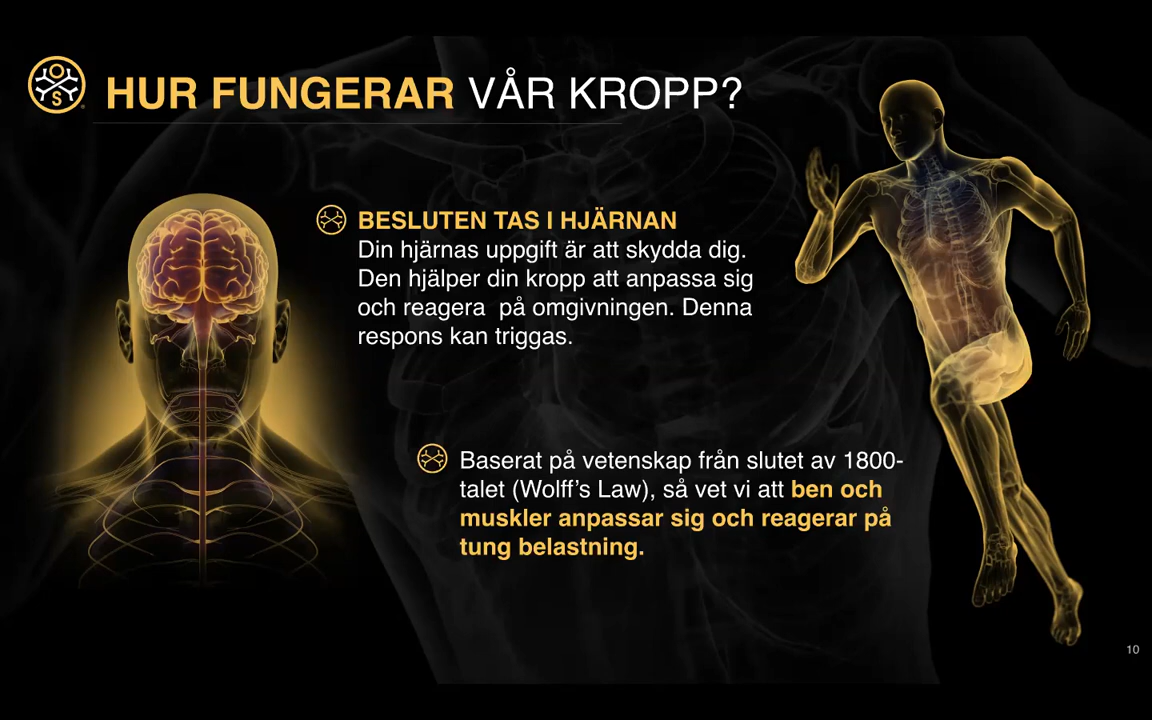 O
S
HUR FUNGERAR VÅR KROPP?
BESLUTEN TAS I HJÄRNAN
Din hjärnas uppgift är att skydda dig.
Den hjälper din kropp att anpassa sig
och reagera  på omgivningen. Denna
respons kan triggas.
Baserat på vetenskap från slutet av 1800-
talet (Wolff’s Law), så vet vi att ben och
muskler anpassar sig och reagerar på
tung belastning.
10